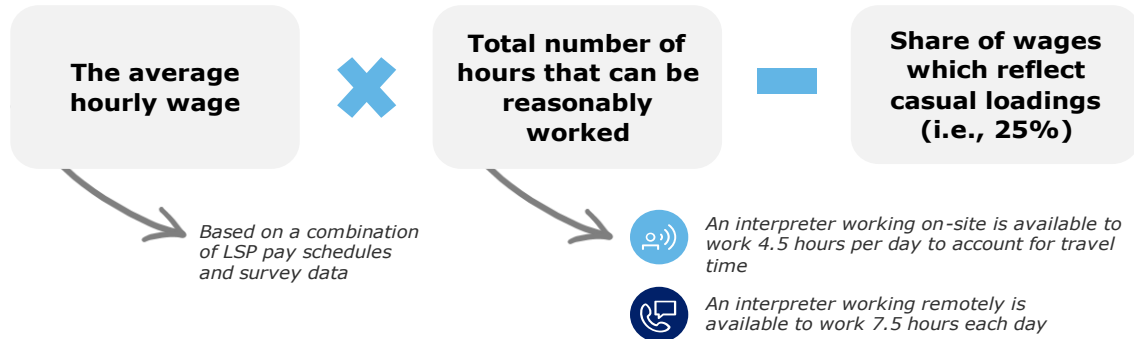 The average
hourly wage
Total number of
hours that can be
reasonably
worked
Share of wages
which reflect
casual loadings
(i.e., 25%)
Based on a combination
of LSP pay schedules
and survey data
An interpreter working on-site is available to
work 4.5 hours per day to account for travel
time
An interpreter working remotely is
available to work 7.5 hours each day